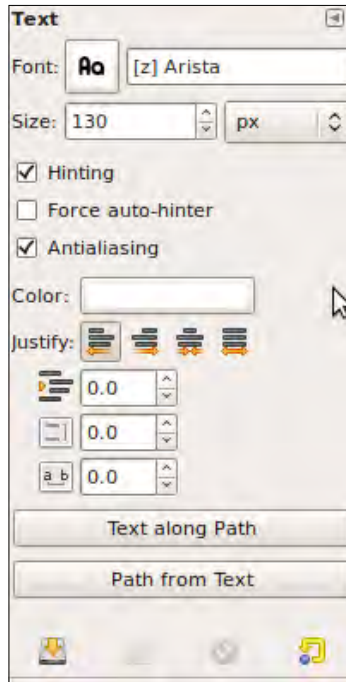 Text
Font: Aa [z] Arista
Size: 130 px
Hinting
Force auto-hinter
Antialiasing
Color:
Justify:
0.0
0.0
a b 0.0
Text along Path
Path from Text